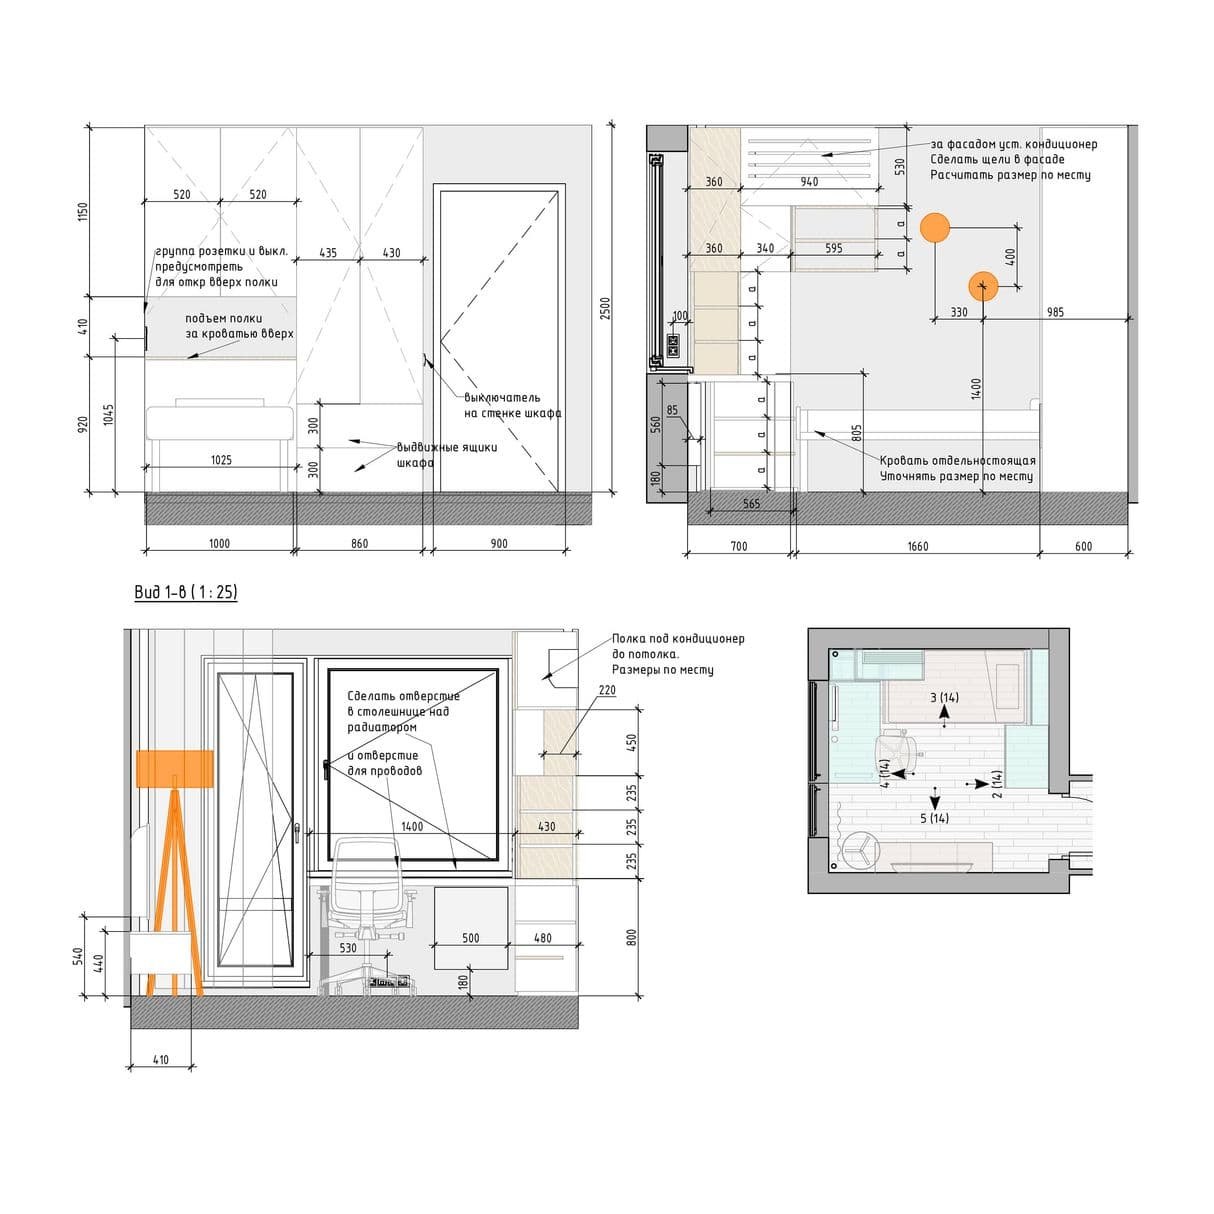 520
520
1150
группа розетки и выкл.
предусмотреть
для откр вверх полки
435
430
410
подъем полки
за кроватью вверх
2500
920
1045
выключатель
на стенке шкафа
300
300
выдвижные ящики
шкафа
1025
1000
860
900
за фасадом уст. кондиционер
Сделать щели в фасаде
Расчитать размер по месту
360
940
530
360
340
595
a
a
400
100
330
985
a
a
a
1400
85
560
180
a
a
a
805
Кровать отдельностоящая
Уточнять размер по месту
565
700
1660
600
Вид 1-в ( 1 : 25)
Полка под кондиционер
до потолка.
Размеры по месту
220
Сделать отверстие
в столешнице над
радиатором
и отверстие
для проводов
450
235
235
235
1400
430
800
540
440
530
500
480
180
410
3 (14)
4 (14)
2 (14)
5 (14)